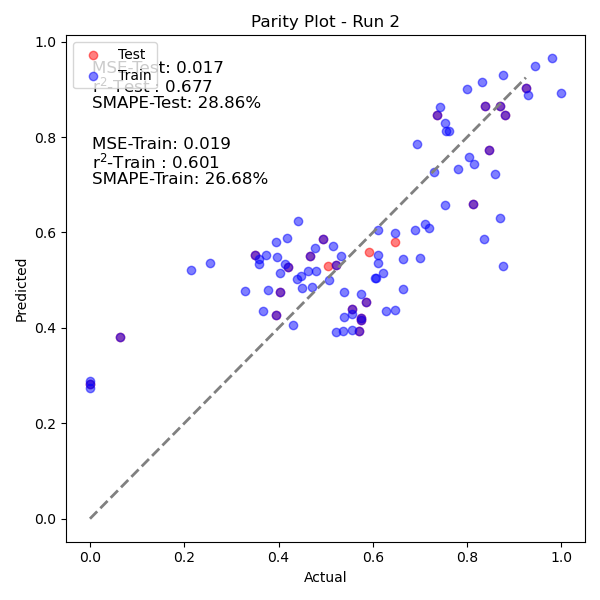 Parity Plot - Run 2
Test
Train
MSE-Test: 0.017
r²-Test : 0.677
SMAPE-Test: 28.86%
MSE-Train: 0.019
r²-Train : 0.601
SMAPE-Train: 26.68%
1.0
0.8
0.6
0.4
0.2
0.0
Predicted
0.0 0.2 0.4 0.6 0.8 1.0
Actual